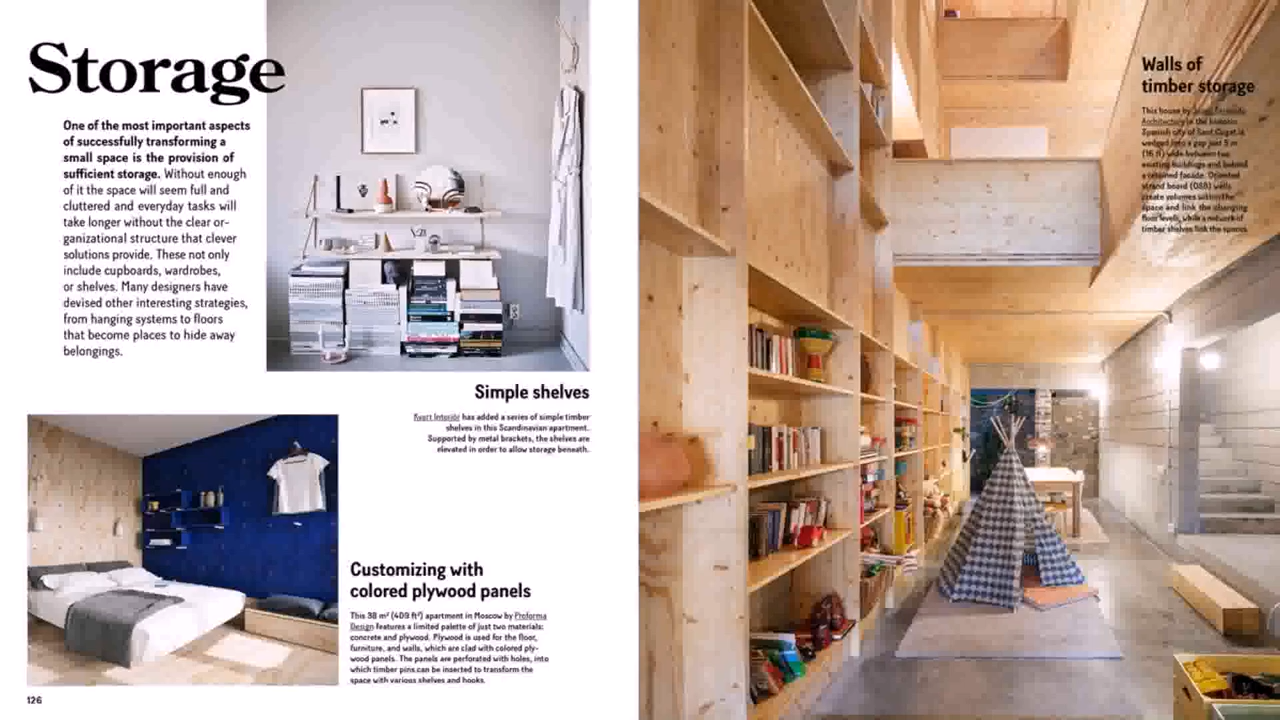 Storage
One of the most important aspects
of successfully transforming a
small space is the provision of
sufficient storage. Without enough
of it the space will seem full and
cluttered and everyday tasks will
take longer without the clear or-
ganizational structure that clever
solutions provide. These not only
include cupboards, wardrobes,
or shelves. Many designers have
devised other interesting strategies,
from hanging systems to floors
that become places to hide away
belongings.
Simple shelves
Kvart Interiör has added a series of simple timber
shelves in this Scandinavian apartment.
Supported by metal brackets, the shelves are
elevated in order to allow storage beneath.
Customizing with
colored plywood panels
This 38 m² (409 ft²) apartment in Moscow by Proforma
Design features a limited palette of just two materials:
concrete and plywood. Plywood is used for the floor,
furniture, and walls, which are clad with colored ply-
wood panels. The panels are perforated with holes, into
which timber pins can be inserted to transform the
space with various shelves and hooks.
126
Walls of
timber storage
This house by
Architectury in the historic
Spanish city of Sant Cugat is
wedged into a gap just 5 m
(16 ft) wide between two
existing buildings and behind
a retained facade. Oriented
strand board (OSB) walls
create volumes within the
space and link the changing
floor levels, while a network of
timber shelves link the spaces.